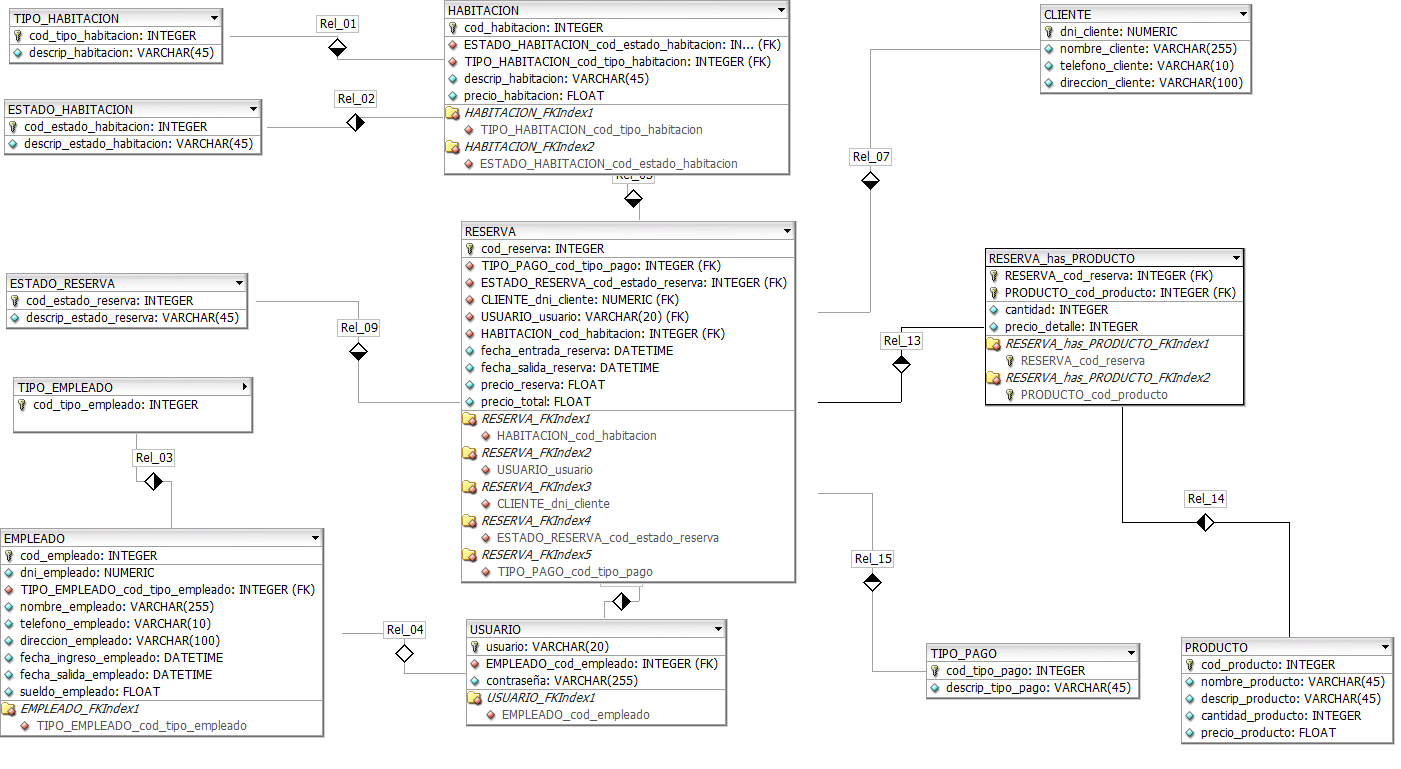 TIPO_HABITACION
cod_tipo_habitacion: INTEGER
descrip_habitacion: VARCHAR(45)
Rel_01
HABITACION
cod_habitacion: INTEGER
ESTADO_HABITACION_cod_estado_habitacion: IN... (FK)
TIPO_HABITACION_cod_tipo_habitacion: INTEGER (FK)
descrip_habitacion: VARCHAR(45)
precio_habitacion: FLOAT
HABITACION_FKIndex1
TIPO_HABITACION_cod_tipo_habitacion
HABITACION_FKIndex2
ESTADO_HABITACION_cod_estado_habitacion
CLIENTE
dni_cliente: NUMERIC
nombre_cliente: VARCHAR(255)
telefono_cliente: VARCHAR(10)
direccion_cliente: VARCHAR(100)
ESTADO_HABITACION
cod_estado_habitacion: INTEGER
descrip_estado_habitacion: VARCHAR(45)
Rel_02
Rel_07
RESERVA
cod_reserva: INTEGER
TIPO_PAGO_cod_tipo_pago: INTEGER (FK)
ESTADO_RESERVA_cod_estado_reserva: INTEGER (FK)
CLIENTE_dni_cliente: NUMERIC (FK)
USUARIO_usuario: VARCHAR(20) (FK)
HABITACION_cod_habitacion: INTEGER (FK)
fecha_entrada_reserva: DATETIME
fecha_salida_reserva: DATETIME
precio_reserva: FLOAT
precio_total: FLOAT
RESERVA_FKIndex1
HABITACION_cod_habitacion
RESERVA_FKIndex2
USUARIO_usuario
RESERVA_FKIndex3
CLIENTE_dni_cliente
RESERVA_FKIndex4
ESTADO_RESERVA_cod_estado_reserva
RESERVA_FKIndex5
TIPO_PAGO_cod_tipo_pago
RESERVA_has_PRODUCTO
RESERVA_cod_reserva: INTEGER (FK)
PRODUCTO_cod_producto: INTEGER (FK)
cantidad: INTEGER
precio_detalle: INTEGER
RESERVA_has_PRODUCTO_FKIndex1
RESERVA_cod_reserva
RESERVA_has_PRODUCTO_FKIndex2
PRODUCTO_cod_producto
ESTADO_RESERVA
cod_estado_reserva: INTEGER
descrip_estado_reserva: VARCHAR(45)
Rel_09
Rel_13
TIPO_EMPLEADO
cod_tipo_empleado: INTEGER
Rel_03
Rel_14
Rel_15
EMPLEADO
cod_empleado: INTEGER
dni_empleado: NUMERIC
TIPO_EMPLEADO_cod_tipo_empleado: INTEGER (FK)
nombre_empleado: VARCHAR(255)
telefono_empleado: VARCHAR(10)
direccion_empleado: VARCHAR(100)
fecha_ingreso_empleado: DATETIME
fecha_salida_empleado: DATETIME
sueldo_empleado: FLOAT
EMPLEADO_FKIndex1
TIPO_EMPLEADO_cod_tipo_empleado
Rel_04
USUARIO
usuario: VARCHAR(20)
EMPLEADO_cod_empleado: INTEGER (FK)
contraseña: VARCHAR(255)
USUARIO_FKIndex1
EMPLEADO_cod_empleado
TIPO_PAGO
cod_tipo_pago: INTEGER
descrip_tipo_pago: VARCHAR(45)
PRODUCTO
cod_producto: INTEGER
nombre_producto: VARCHAR(45)
descrip_producto: VARCHAR(45)
cantidad_producto: INTEGER
precio_producto: FLOAT